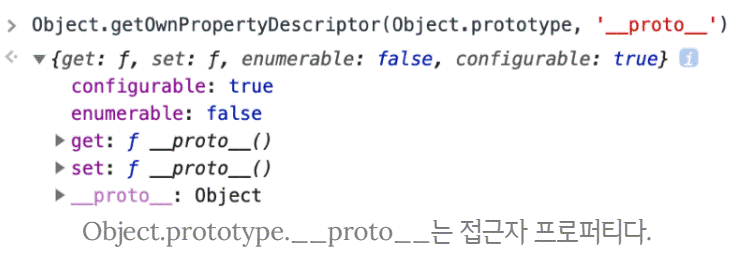 > Object.getOwnPropertyDescriptor(Object.prototype, '__proto__')
<· ▼{get: ƒ, set: ƒ, enumerable: false, configurable: true} i
configurable: true
enumerable: false
▶ get: ƒ __proto__()
▶ set: ƒ __proto__()
▶ __proto__: Object
Object.prototype.__proto__는 접근자 프로퍼티다.